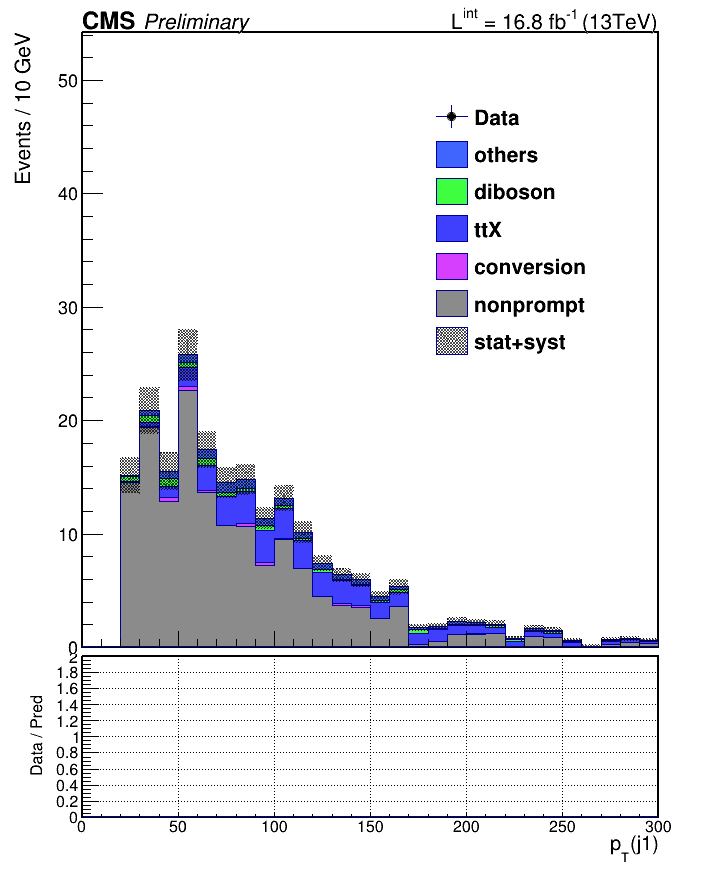 CMS Preliminary
L^int = 16.8 fb^-1 (13TeV)
Events / 10 GeV
50
40
30
20
10
0
Data
others
diboson
ttX
conversion
nonprompt
stat+syst
Data / Pred
2
1.8
1.6
1.4
1.2
1
0.8
0.6
0.4
0.2
0
0 50 100 150 200 250 300
p_T(j1)